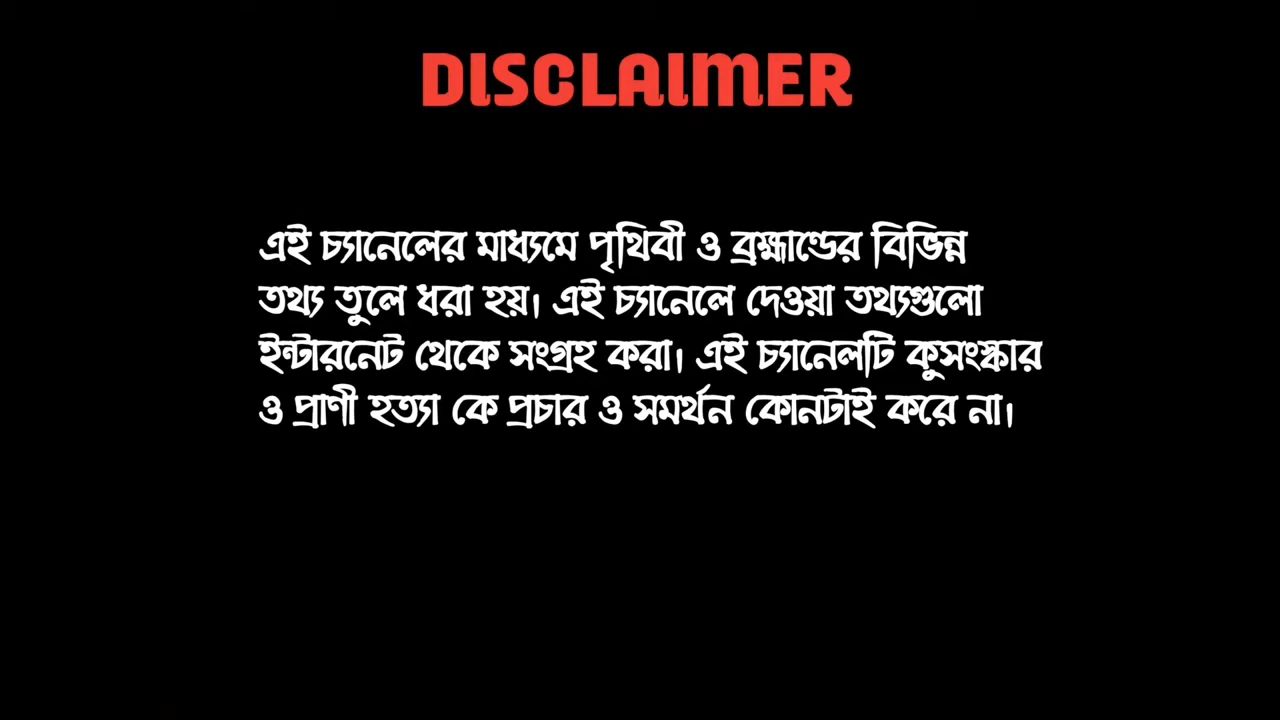 DISCLAIMER
এই চ্যানেলের মাধ্যমে পৃথিবী ও ব্রহ্মান্ডের বিভিন্ন
তথ্য তুলে ধরা হয়। এই চ্যানেলে দেওয়া তথ্যগুলো
ইন্টারনেট থেকে সংগ্রহ করা। এই চ্যানেলটি কুসংস্কার
ও প্রাণী হত্যা কে প্রচার ও সমর্থন কোনটাই করে না।